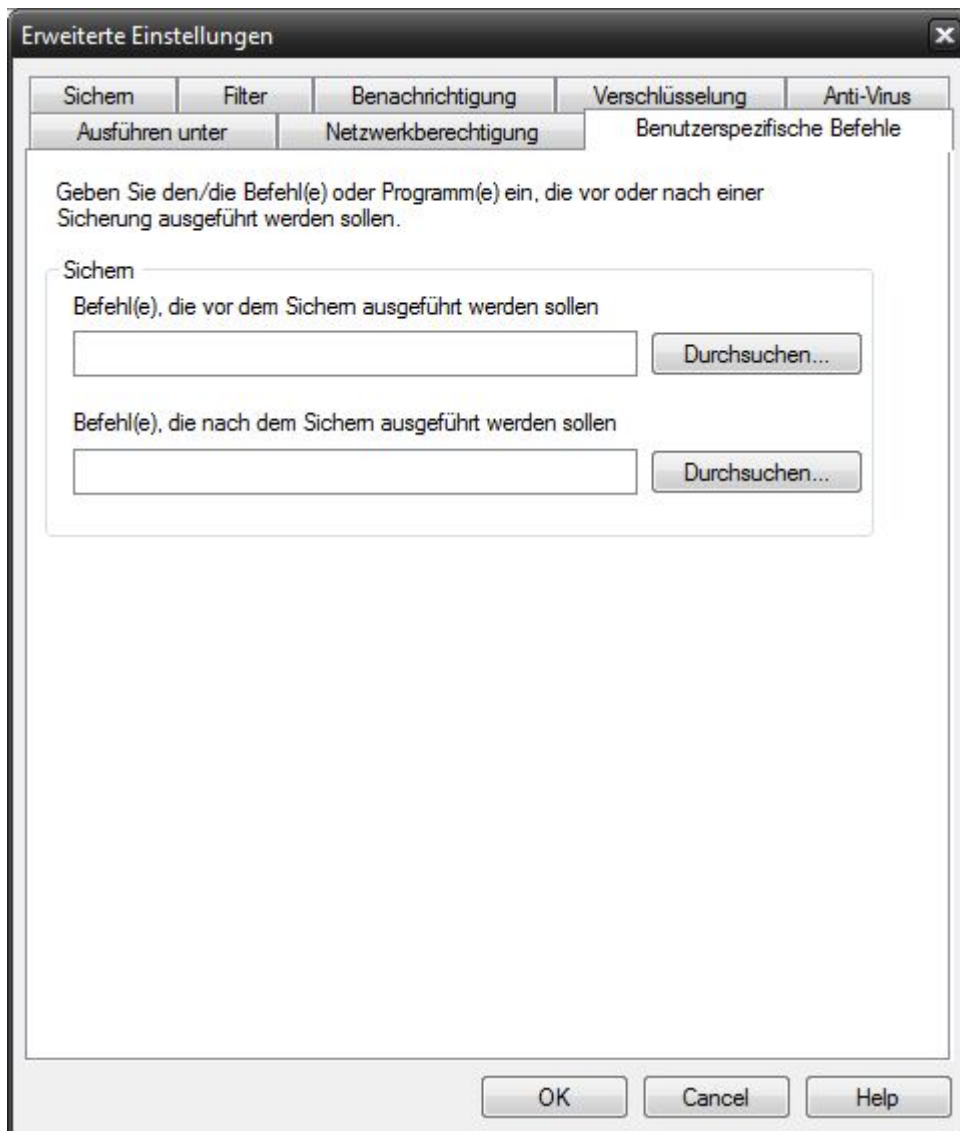 Erweiterte Einstellungen
Sichern Filter Benachrichtigung Verschlüsselung Anti-Virus
Ausführen unter Netzwerkberechtigung Benutzerspezifische Befehle
Geben Sie den/die Befehl(e) oder Programm(e) ein, die vor oder nach einer
Sicherung ausgeführt werden sollen.
Sichern
Befehl(e), die vor dem Sichern ausgeführt werden sollen
Durchsuchen...
Befehl(e), die nach dem Sichern ausgeführt werden sollen
Durchsuchen...
OK Cancel Help